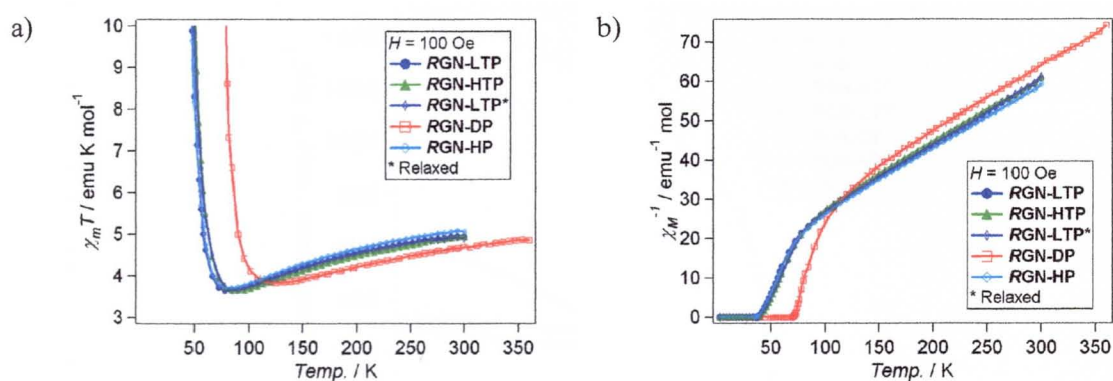 a)
10
9
8
7
6
5
4
3
χmT / emu K mol⁻¹
H = 100 Oe
RGN-LTP
RGN-HTP
RGN-LTP*
RGN-DP
RGN-HP
* Relaxed
50 100 150 200 250 300 350
Temp. / K
b)
70
60
50
40
30
20
10
0
χM⁻¹ / emu⁻¹ mol
H = 100 Oe
RGN-LTP
RGN-HTP
RGN-LTP*
RGN-DP
RGN-HP
* Relaxed
50 100 150 200 250 300 350
Temp. / K